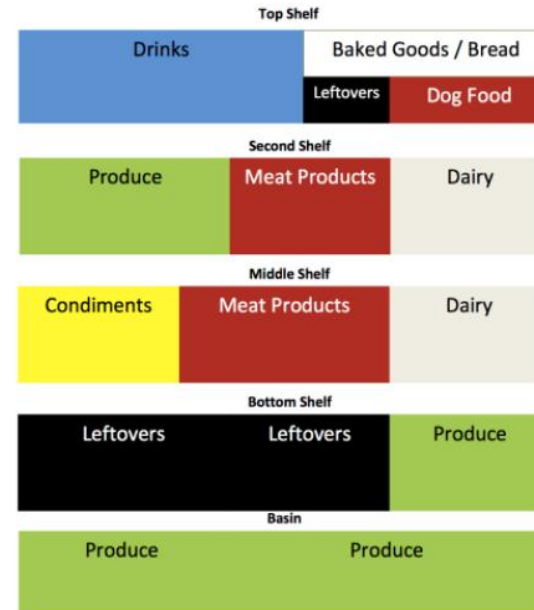 Top Shelf
Drinks Baked Goods / Bread
Leftovers Dog Food
Second Shelf
Produce Meat Products Dairy
Middle Shelf
Condiments Meat Products Dairy
Bottom Shelf
Leftovers Leftovers Produce
Basin
Produce Produce